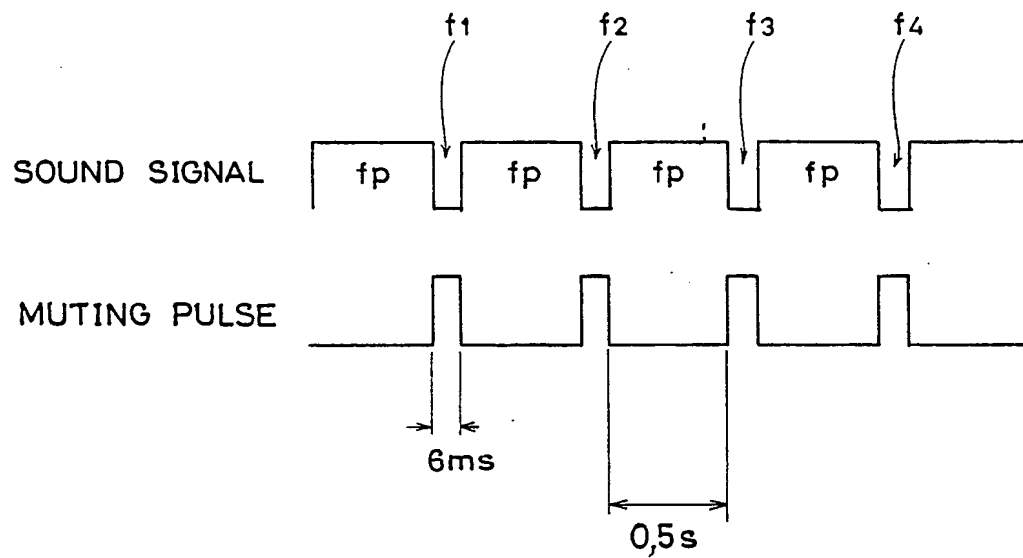 f1 f2 f3 f4
SOUND SIGNAL fp fp fp fp
MUTING PULSE
6ms
0,5s